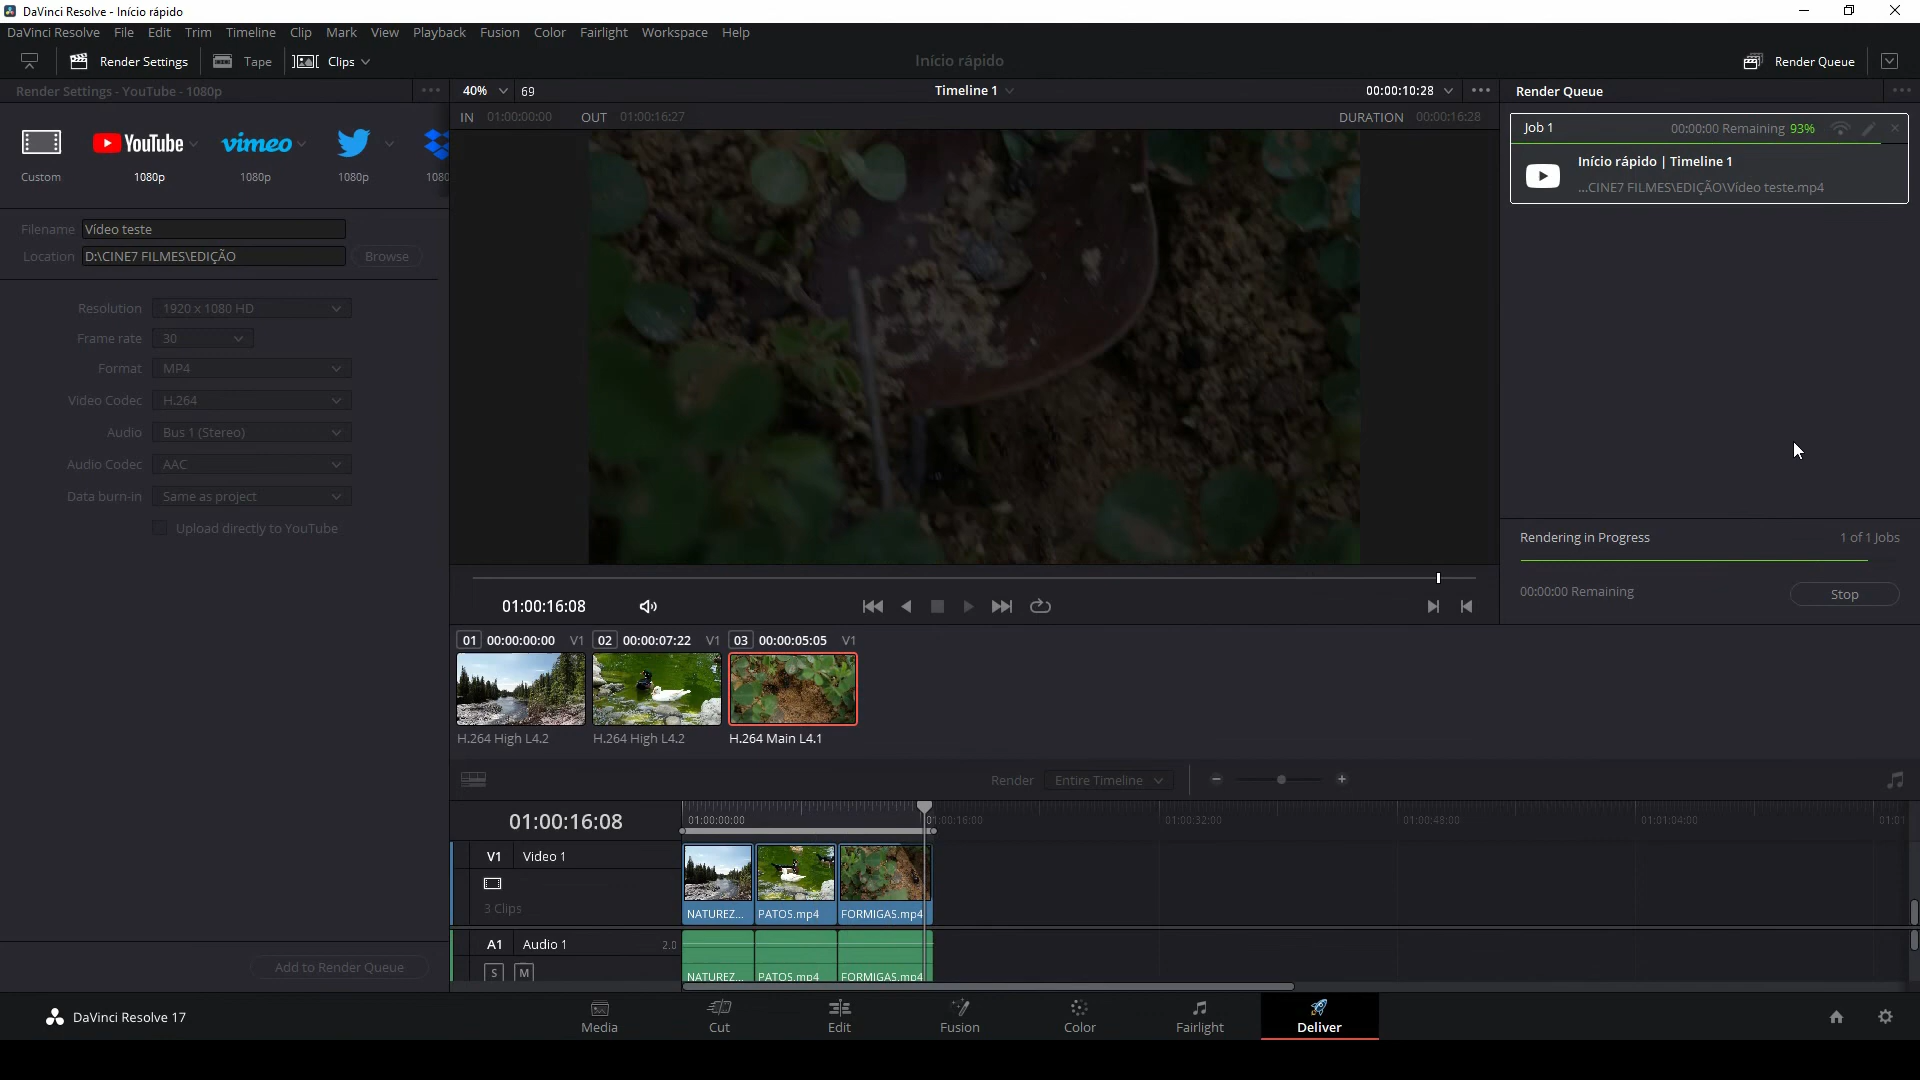 DaVinci Resolve - Início rápido
DaVinci Resolve File Edit Trim Timeline Clip Mark View Playback Fusion Color Fairlight Workspace Help
Render Settings Tape Clips Início rápido Render Queue
Render Settings - YouTube - 1080p
40% 69 Timeline 1 00:00:10:28
Render Queue
IN 01:00:00:00 OUT 01:00:16:27 DURATION 00:00:16:28
Custom
YouTube
1080p
vimeo
1080p
1080p
1080
Job 1 00:00:00 Remaining 93%
Início rápido | Timeline 1
...CINE7 FILMES\EDIÇÃO\Vídeo teste.mp4
Filename Vídeo teste
Location D:\CINE7 FILMES\EDIÇÃO Browse
Resolution 1920 x 1080 HD
Frame rate 30
Format MP4
Video Codec H.264
Audio Bus 1 (Stereo)
Audio Codec AAC
Data burn-in Same as project
Upload directly to YouTube
Add to Render Queue
Rendering in Progress 1 of 1 Jobs
00:00:00 Remaining Stop
01:00:16:08
01 00:00:00:00 V1 02 00:00:07:22 V1 03 00:00:05:05 V1
H.264 High L4.2 H.264 High L4.2 H.264 Main L4.1
Render Entire Timeline
01:00:16:08
01:00:00:00 01:00:16:00 01:00:32:00 01:00:48:00 01:01:04:00 01:01
V1 Video 1
3 Clips
NATUREZ... PATOS.mp4 FORMIGAS.mp4
A1 Audio 1 2.0
S M
NATUREZ... PATOS.mp4 FORMIGAS.mp4
DaVinci Resolve 17
Media Cut Edit Fusion Color Fairlight Deliver